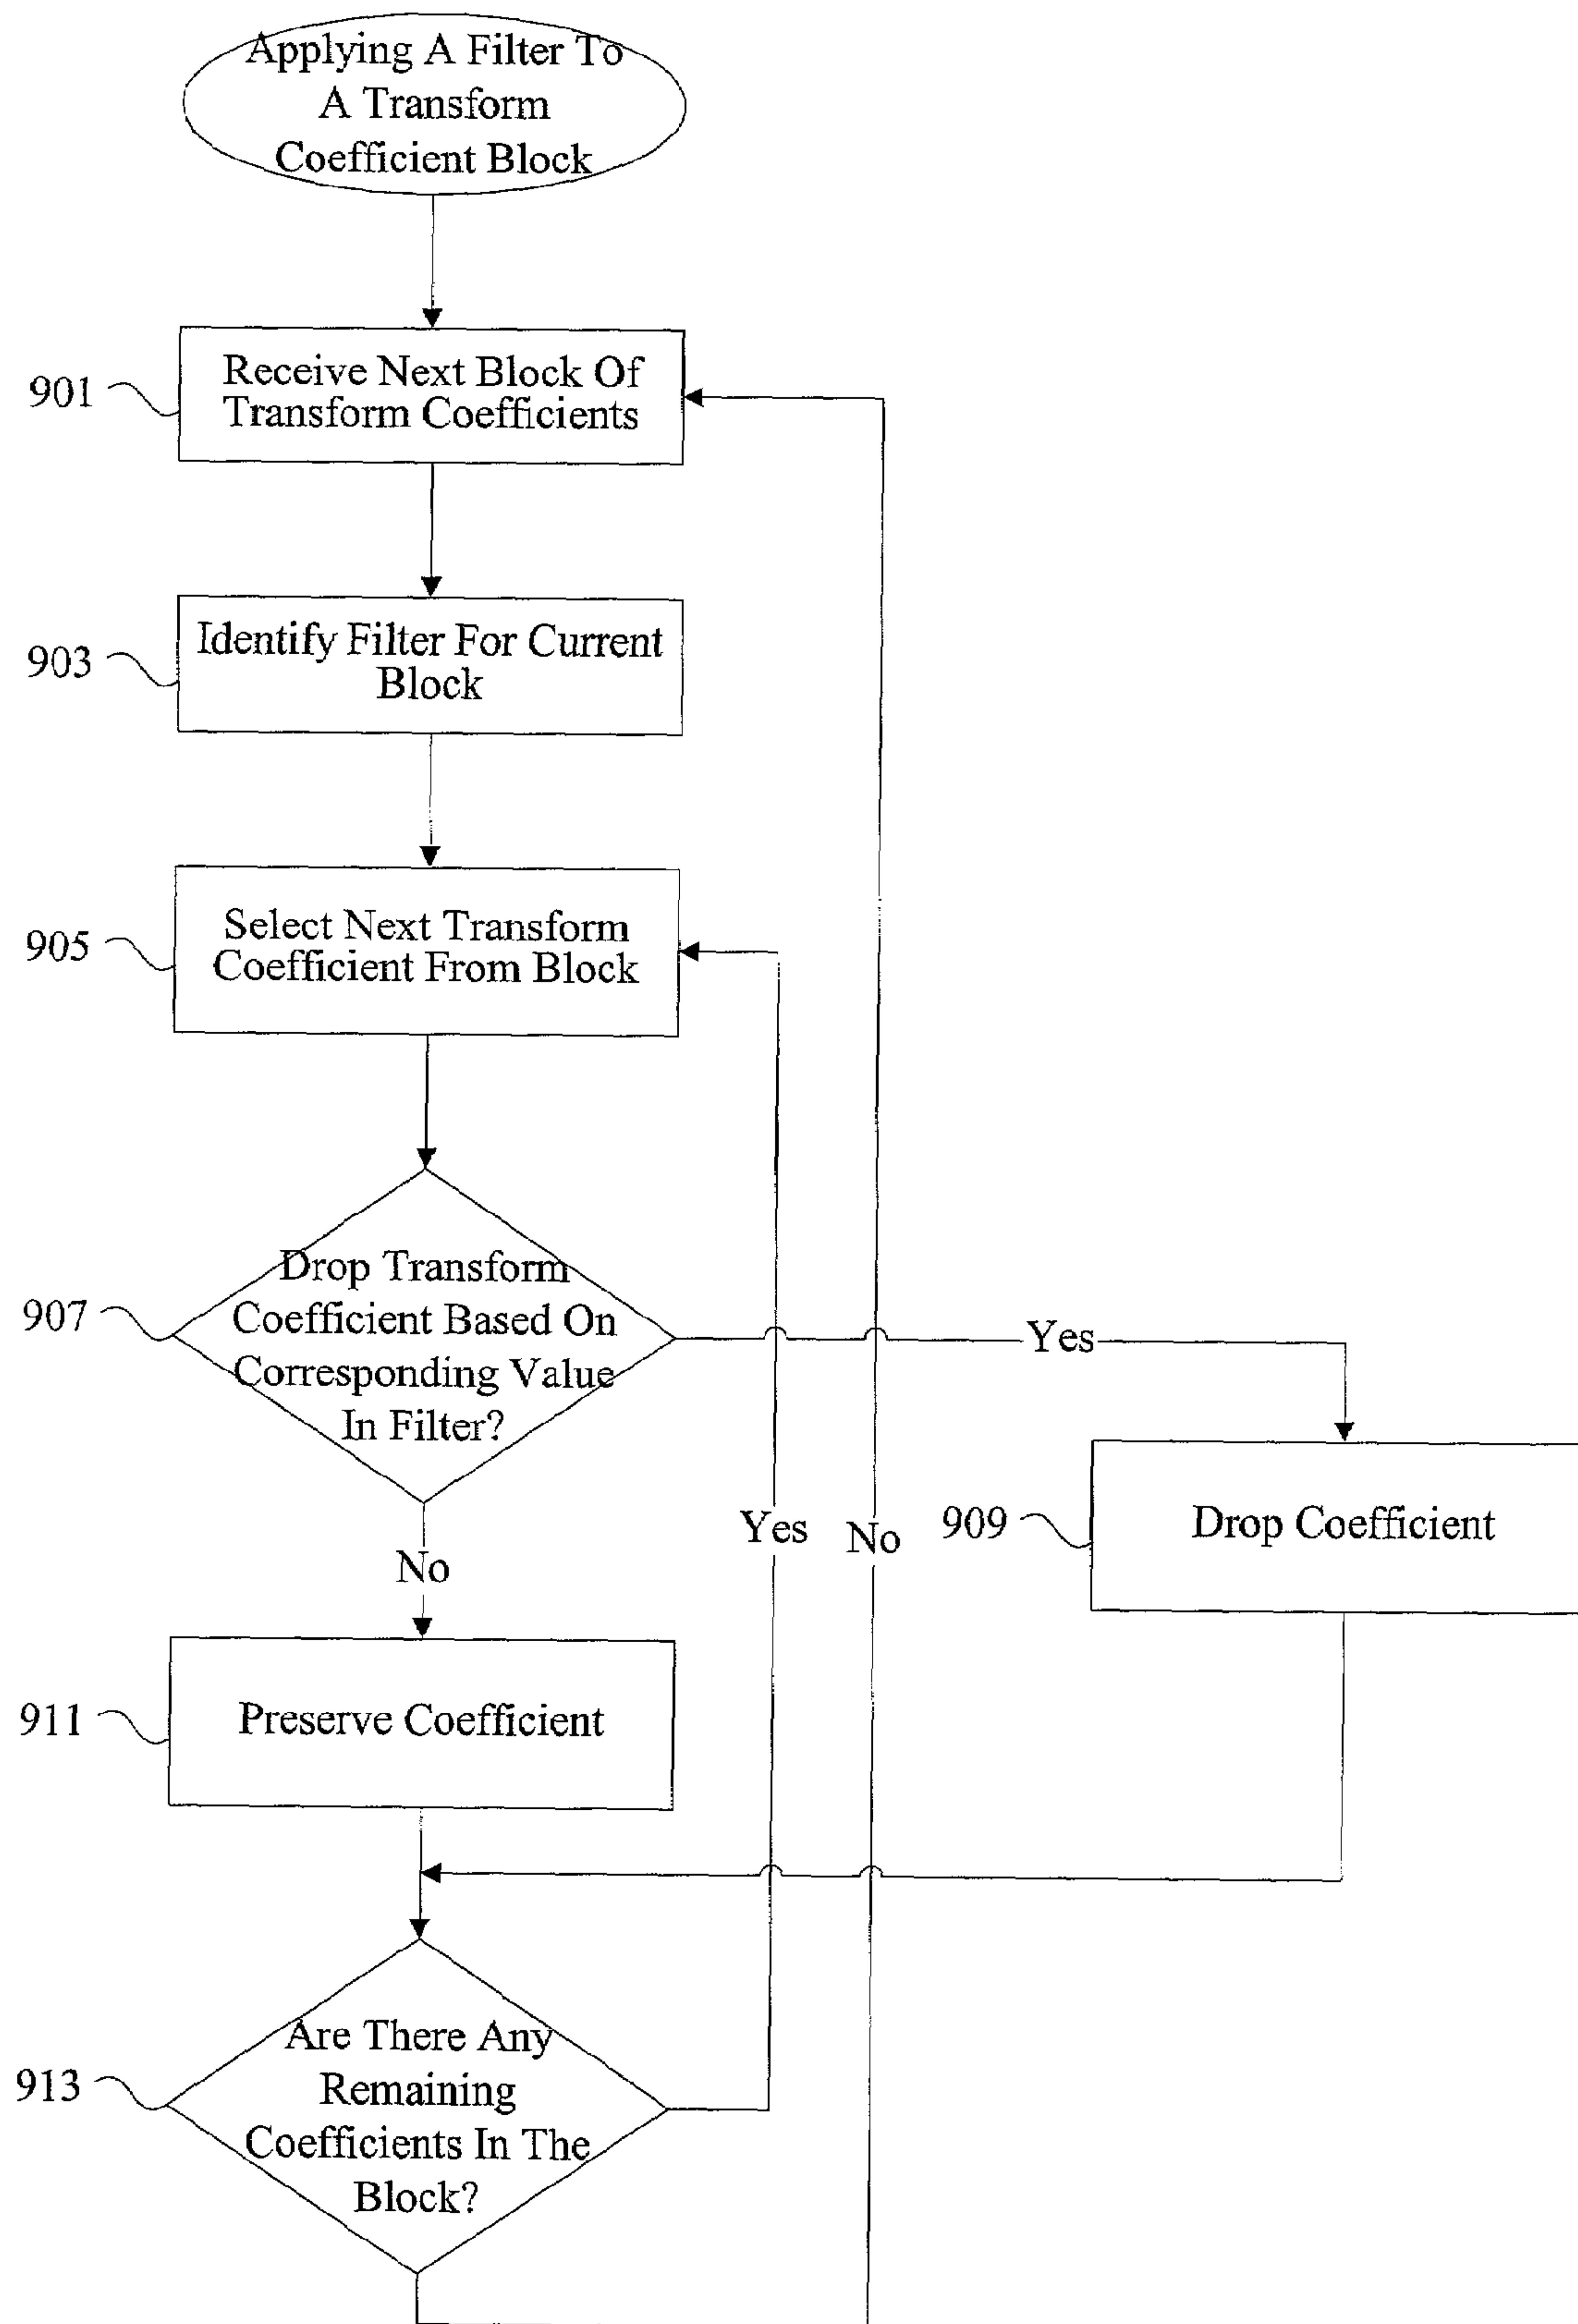 Applying A Filter To
A Transform
Coefficient Block
901
Receive Next Block Of
Transform Coefficients
903
Identify Filter For Current
Block
905
Select Next Transform
Coefficient From Block
907
Drop Transform
Coefficient Based On
Corresponding Value
In Filter?
Yes
No
Yes
No
909
Drop Coefficient
911
Preserve Coefficient
913
Are There Any
Remaining
Coefficients In The
Block?